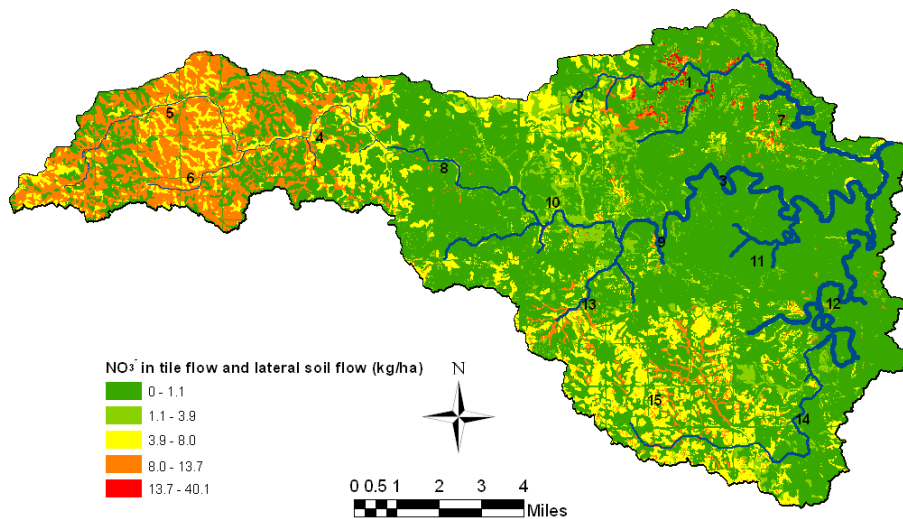 1
2
5
7
4
6
8
3
10
9
11
12
13
NO3- in tile flow and lateral soil flow (kg/ha)
N
0 - 1.1
1.1 - 3.9
15
3.9 - 8.0
14
8.0 - 13.7
13.7 - 40.1
0 0.5 1 2 3 4
Miles